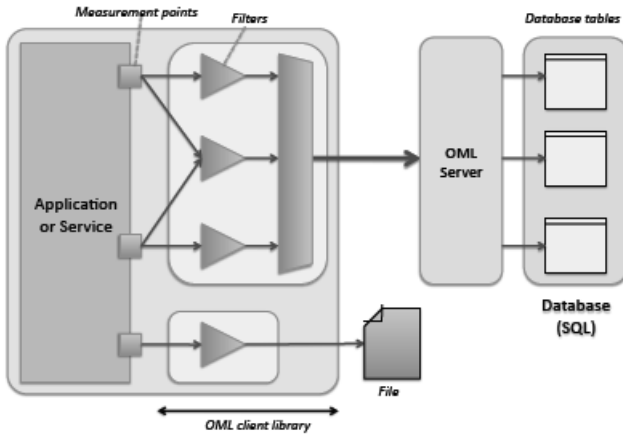 Measurement points
Filters
Database tables
Application
or Service
OML
Server
Database
(SQL)
File
OML client library